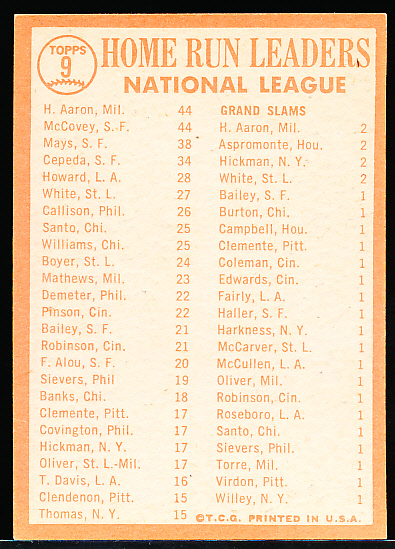 TOPPS
9
HOME RUN LEADERS
NATIONAL LEAGUE
H. Aaron, Mil. 44
McCovey, S. F. 44
Mays, S. F. 38
Cepeda, S. F. 34
Howard, L. A. 28
White, St. L. 27
Callison, Phil. 26
Santo, Chi. 25
Williams, Chi. 25
Boyer, St. L. 24
Mathews, Mil. 23
Demeter, Phil. 22
Pinson, Cin. 22
Bailey, S. F. 21
Robinson, Cin. 21
F. Alou, S. F. 20
Sievers, Phil 19
Banks, Chi. 18
Clemente, Pitt. 17
Covington, Phil. 17
Hickman, N. Y. 17
Oliver, St. L.-Mil. 17
T. Davis, L. A. 16
Clendenon, Pitt. 15
Thomas, N. Y. 15
GRAND SLAMS
H. Aaron, Mil. 2
Aspromonte, Hou. 2
Hickman, N. Y. 2
White, St. L. 2
Bailey, S. F. 1
Burton, Chi. 1
Campbell, Hou. 1
Clemente, Pitt. 1
Coleman, Cin. 1
Edwards, Cin. 1
Fairly, L. A. 1
Haller, S. F. 1
Harkness, N. Y. 1
McCarver, St. L. 1
McCullen, L. A. 1
Oliver, Mil. 1
Robinson, Cin. 1
Roseboro, L. A. 1
Santo, Chi. 1
Sievers, Phil. 1
Torre, Mil. 1
Virdon, Pitt. 1
Willey, N. Y. 1
©T.C.G. PRINTED IN U.S.A.